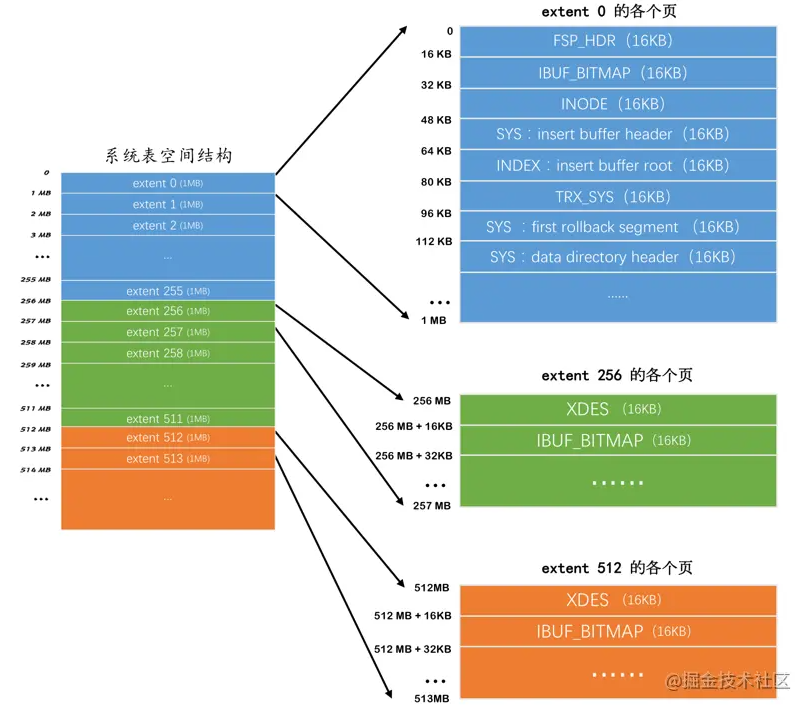 系统表空间结构
0
extent 0 (1MB)
1 MB
extent 1 (1MB)
2 MB
extent 2 (1MB)
3 MB
...
...
255 MB
extent 255 (1MB)
256 MB
extent 256 (1MB)
257 MB
extent 257 (1MB)
258 MB
extent 258 (1MB)
259 MB
...
...
511 MB
extent 511 (1MB)
512 MB
extent 512 (1MB)
513 MB
extent 513 (1MB)
514 MB
...
...
extent 0 的各个页
0
FSP_HDR（16KB）
16 KB
IBUF_BITMAP（16KB）
32 KB
INODE（16KB）
48 KB
SYS：insert buffer header（16KB）
64 KB
INDEX：insert buffer root（16KB）
80 KB
TRX_SYS（16KB）
96 KB
SYS ：first rollback segment （16KB）
112 KB
SYS：data directory header（16KB）
...
......
1 MB
extent 256 的各个页
256 MB
XDES （16KB）
256 MB + 16KB
IBUF_BITMAP（16KB）
256 MB + 32KB
...
......
257 MB
extent 512 的各个页
512MB
XDES （16KB）
512 MB + 16KB
IBUF_BITMAP（16KB）
512 MB + 32KB
...
......
513MB
@掘金技术社区